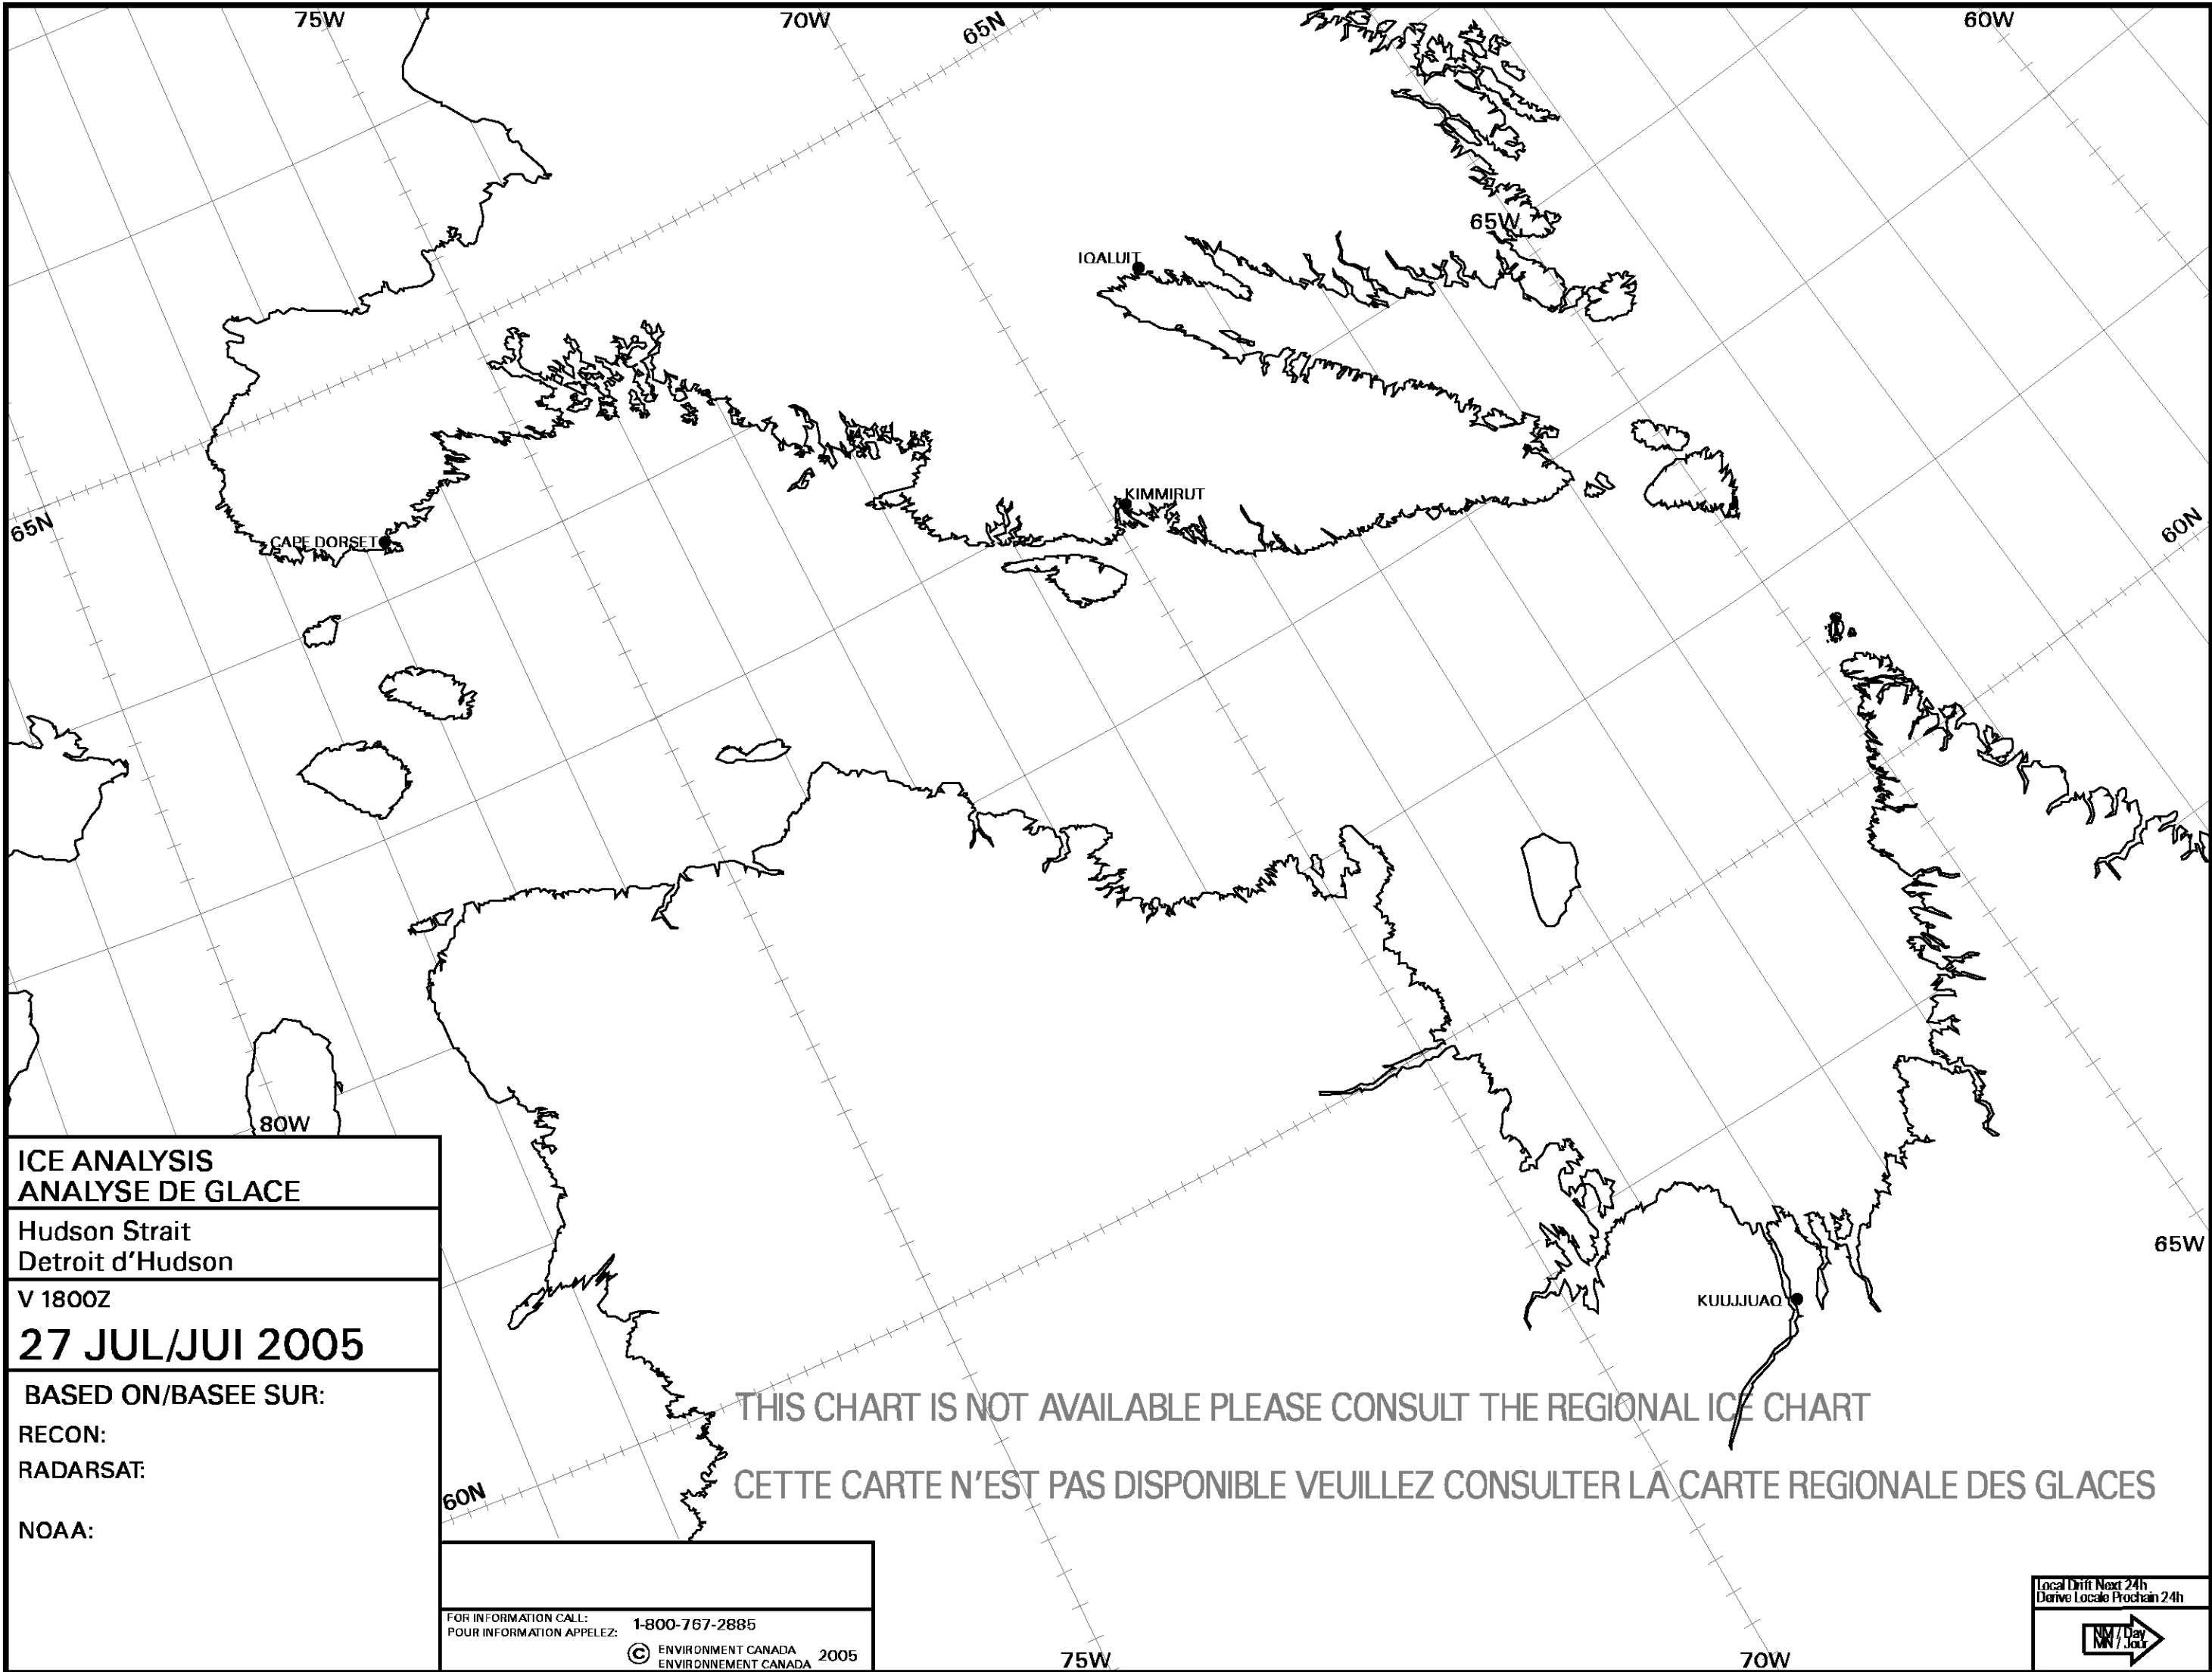 75W
70W
65N
60W
65W
IQALUIT
KIMMIRUT
65N
CAPE DORSET
60N
80W
65W
KUUJJUAQ
ICE ANALYSIS
ANALYSE DE GLACE
Hudson Strait
Detroit d'Hudson
V 1800Z
27 JUL/JUI 2005
BASED ON/BASEE SUR:
RECON:
RADARSAT:
NOAA:
THIS CHART IS NOT AVAILABLE PLEASE CONSULT THE REGIONAL ICE CHART
CETTE CARTE N'EST PAS DISPONIBLE VEUILLEZ CONSULTER LA CARTE REGIONALE DES GLACES
60N
FOR INFORMATION CALL:
POUR INFORMATION APPELEZ:
1-800-767-2885
© ENVIRONMENT CANADA
ENVIRONNEMENT CANADA
2005
75W
70W
Local Drift Next 24h
Derive Locale Prochain 24h
NM / Day
MN / Jour